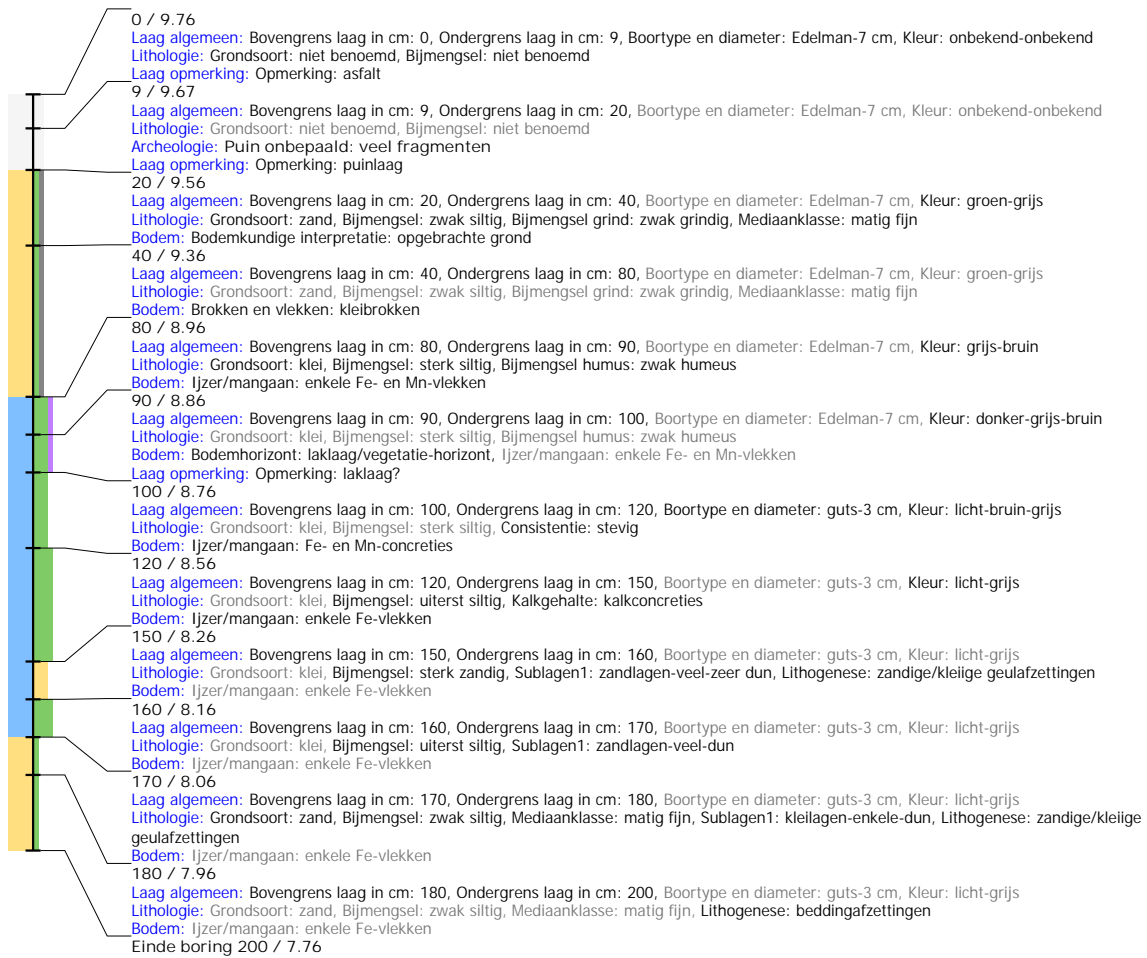 0 / 9.76
Laag algemeen: Bovengrens laag in cm: 0, Ondergrens laag in cm: 9, Boortype en diameter: Edelman-7 cm, Kleur: onbekend-onbekend
Lithologie: Grondsoort: niet benoemd, Bijmengsel: niet benoemd
Laag opmerking: Opmerking: asfalt
9 / 9.67
Laag algemeen: Bovengrens laag in cm: 9, Ondergrens laag in cm: 20, Boortype en diameter: Edelman-7 cm, Kleur: onbekend-onbekend
Lithologie: Grondsoort: niet benoemd, Bijmengsel: niet benoemd
Archeologie: Puin onbepaald: veel fragmenten
Laag opmerking: Opmerking: puinlaag
20 / 9.56
Laag algemeen: Bovengrens laag in cm: 20, Ondergrens laag in cm: 40, Boortype en diameter: Edelman-7 cm, Kleur: groen-grijs
Lithologie: Grondsoort: zand, Bijmengsel: zwak siltig, Bijmengsel grind: zwak grindig, Mediaanklasse: matig fijn
Bodem: Bodemkundige interpretatie: opgebrachte grond
40 / 9.36
Laag algemeen: Bovengrens laag in cm: 40, Ondergrens laag in cm: 80, Boortype en diameter: Edelman-7 cm, Kleur: groen-grijs
Lithologie: Grondsoort: zand, Bijmengsel: zwak siltig, Bijmengsel grind: zwak grindig, Mediaanklasse: matig fijn
Bodem: Brokken en vlekken: kleibrokken
80 / 8.96
Laag algemeen: Bovengrens laag in cm: 80, Ondergrens laag in cm: 90, Boortype en diameter: Edelman-7 cm, Kleur: grijs-bruin
Lithologie: Grondsoort: klei, Bijmengsel: sterk siltig, Bijmengsel humus: zwak humeus
Bodem: Ijzer/mangaan: enkele Fe- en Mn-vlekken
90 / 8.86
Laag algemeen: Bovengrens laag in cm: 90, Ondergrens laag in cm: 100, Boortype en diameter: Edelman-7 cm, Kleur: donker-grijs-bruin
Lithologie: Grondsoort: klei, Bijmengsel: sterk siltig, Bijmengsel humus: zwak humeus
Bodem: Bodemhorizont: laklaag/vegetatie-horizont, Ijzer/mangaan: enkele Fe- en Mn-vlekken
Laag opmerking: Opmerking: laklaag?
100 / 8.76
Laag algemeen: Bovengrens laag in cm: 100, Ondergrens laag in cm: 120, Boortype en diameter: guts-3 cm, Kleur: licht-bruin-grijs
Lithologie: Grondsoort: klei, Bijmengsel: sterk siltig, Consistentie: stevig
Bodem: Ijzer/mangaan: Fe- en Mn-concreties
120 / 8.56
Laag algemeen: Bovengrens laag in cm: 120, Ondergrens laag in cm: 150, Boortype en diameter: guts-3 cm, Kleur: licht-grijs
Lithologie: Grondsoort: klei, Bijmengsel: uiterst siltig, Kalkgehalte: kalkconcreties
Bodem: Ijzer/mangaan: enkele Fe-vlekken
150 / 8.26
Laag algemeen: Bovengrens laag in cm: 150, Ondergrens laag in cm: 160, Boortype en diameter: guts-3 cm, Kleur: licht-grijs
Lithologie: Grondsoort: klei, Bijmengsel: sterk zandig, Sublagen1: zandlagen-veel-zeer dun, Lithogenese: zandige/kleiige geulafzettingen
Bodem: Ijzer/mangaan: enkele Fe-vlekken
160 / 8.16
Laag algemeen: Bovengrens laag in cm: 160, Ondergrens laag in cm: 170, Boortype en diameter: guts-3 cm, Kleur: licht-grijs
Lithologie: Grondsoort: klei, Bijmengsel: uiterst siltig, Sublagen1: zandlagen-veel-dun
Bodem: Ijzer/mangaan: enkele Fe-vlekken
170 / 8.06
Laag algemeen: Bovengrens laag in cm: 170, Ondergrens laag in cm: 180, Boortype en diameter: guts-3 cm, Kleur: licht-grijs
Lithologie: Grondsoort: zand, Bijmengsel: zwak siltig, Mediaanklasse: matig fijn, Sublagen1: kleilagen-enkele-dun, Lithogenese: zandige/kleiige
geulafzettingen
Bodem: Ijzer/mangaan: enkele Fe-vlekken
180 / 7.96
Laag algemeen: Bovengrens laag in cm: 180, Ondergrens laag in cm: 200, Boortype en diameter: guts-3 cm, Kleur: licht-grijs
Lithologie: Grondsoort: zand, Bijmengsel: zwak siltig, Mediaanklasse: matig fijn, Lithogenese: beddingafzettingen
Bodem: Ijzer/mangaan: enkele Fe-vlekken
Einde boring 200 / 7.76